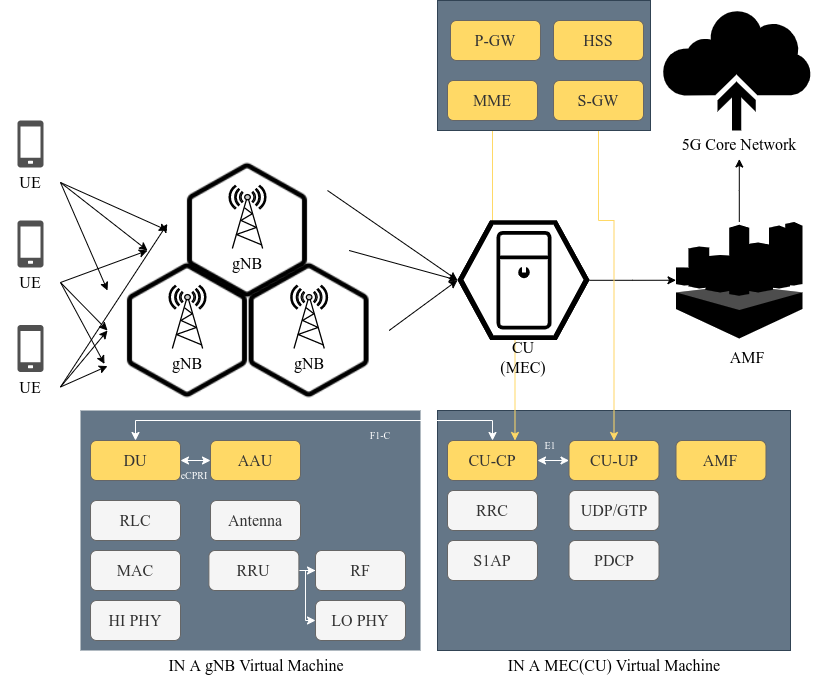 P-GW
HSS
MME
S-GW
5G Core Network
UE
UE
UE
gNB
gNB
gNB
CU
(MEC)
AMF
F1-C
DU
eCPRI
AAU
RLC
Antenna
MAC
RRU
RF
HI PHY
LO PHY
IN A gNB Virtual Machine
CU-CP
E1
CU-UP
AMF
RRC
UDP/GTP
S1AP
PDCP
IN A MEC(CU) Virtual Machine